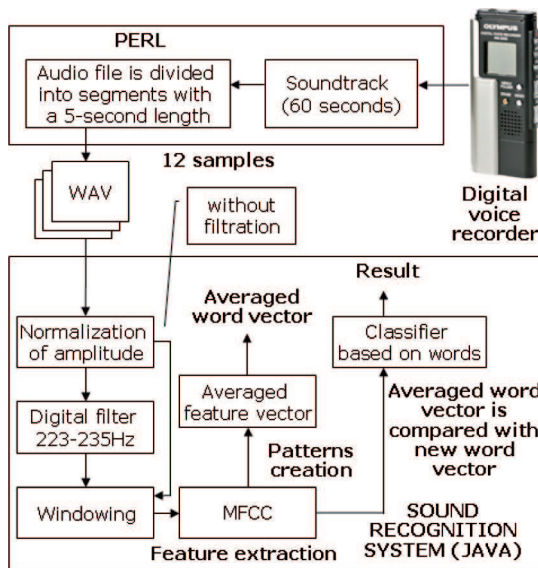 PERL
Audio file is divided
into segments with
a 5-second length
Soundtrack
(60 seconds)
OLYMPUS
Digital
voice
recorder
12 samples
WAV
without
filtration
Result
Averaged
word vector
Normalization
of amplitude
Classifier
based on words
Averaged
feature vector
Averaged word
vector is
compared with
new word
vector
Digital filter
223-235Hz
Patterns
creation
Windowing
MFCC
Feature extraction
SOUND
RECOGNITION
SYSTEM (JAVA)